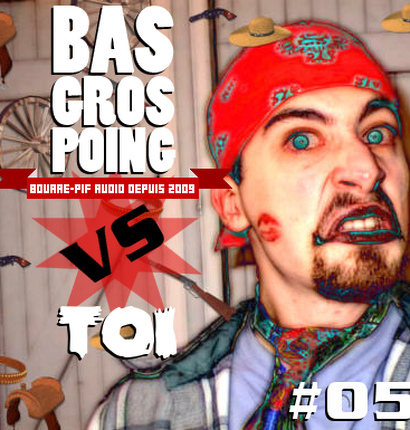 BAS
GROS
POING
BOURRE-PIF AUDIO DEPUIS 2009
VS
TOI
#05